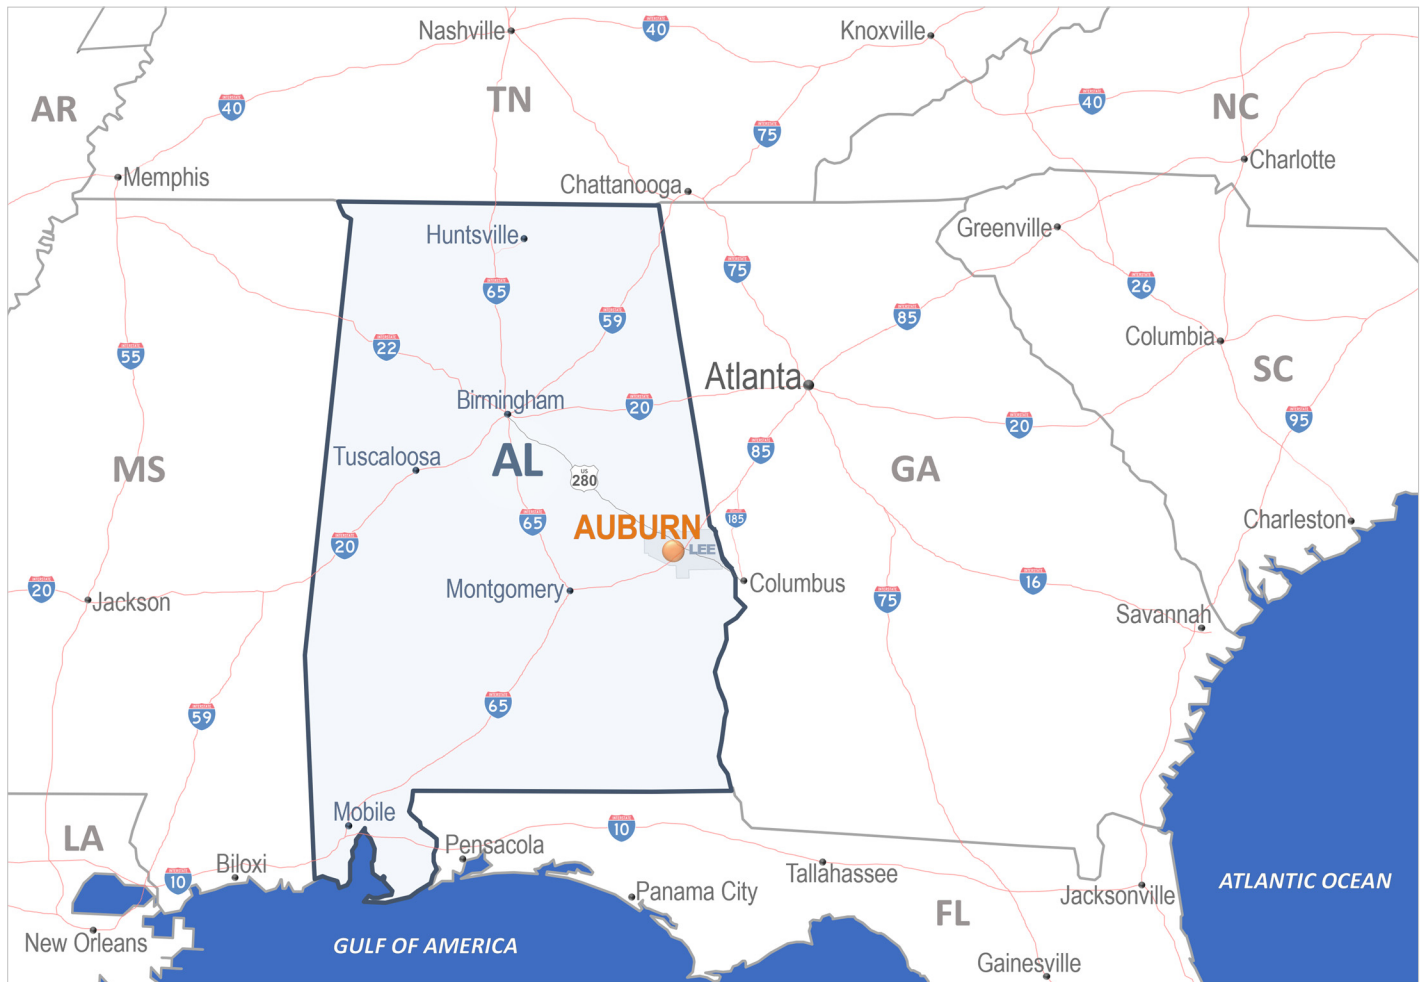 Nashville
40
Knoxville
AR
40
TN
40
NC
75
Charlotte
Memphis
Chattanooga
Huntsville
Greenville
75
65
26
59
85
55
22
Columbia
Atlanta
SC
Birmingham
20
20
95
Tuscaloosa
AL
85
MS
US
280
GA
65
AUBURN
185
Charleston
20
LEE
20
Montgomery
Columbus
16
Jackson
75
Savannah
65
59
Mobile
10
LA
Pensacola
Biloxi
10
Tallahassee
ATLANTIC OCEAN
Panama City
Jacksonville
FL
New Orleans
GULF OF AMERICA
Gainesville